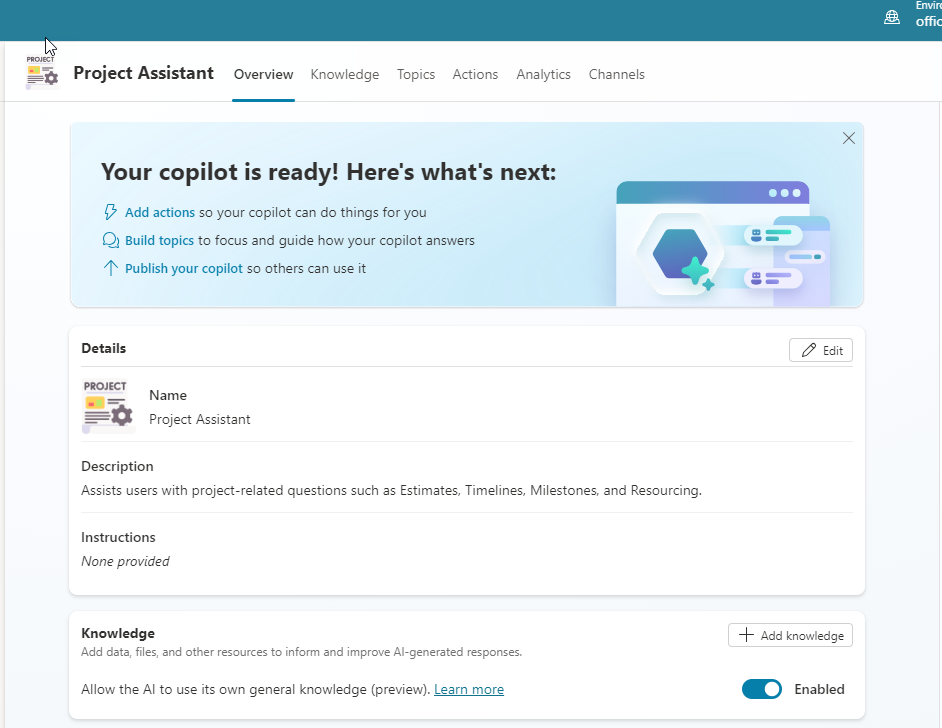 Enviro
offic
PROJECT
Project Assistant
Overview
Knowledge
Topics
Actions
Analytics
Channels
Your copilot is ready! Here's what's next:
Add actions so your copilot can do things for you
Build topics to focus and guide how your copilot answers
Publish your copilot so others can use it
Details
Edit
PROJECT
Name
Project Assistant
Description
Assists users with project-related questions such as Estimates, Timelines, Milestones, and Resourcing.
Instructions
None provided
Knowledge
Add knowledge
Add data, files, and other resources to inform and improve AI-generated responses.
Allow the AI to use its own general knowledge (preview). Learn more
Enabled